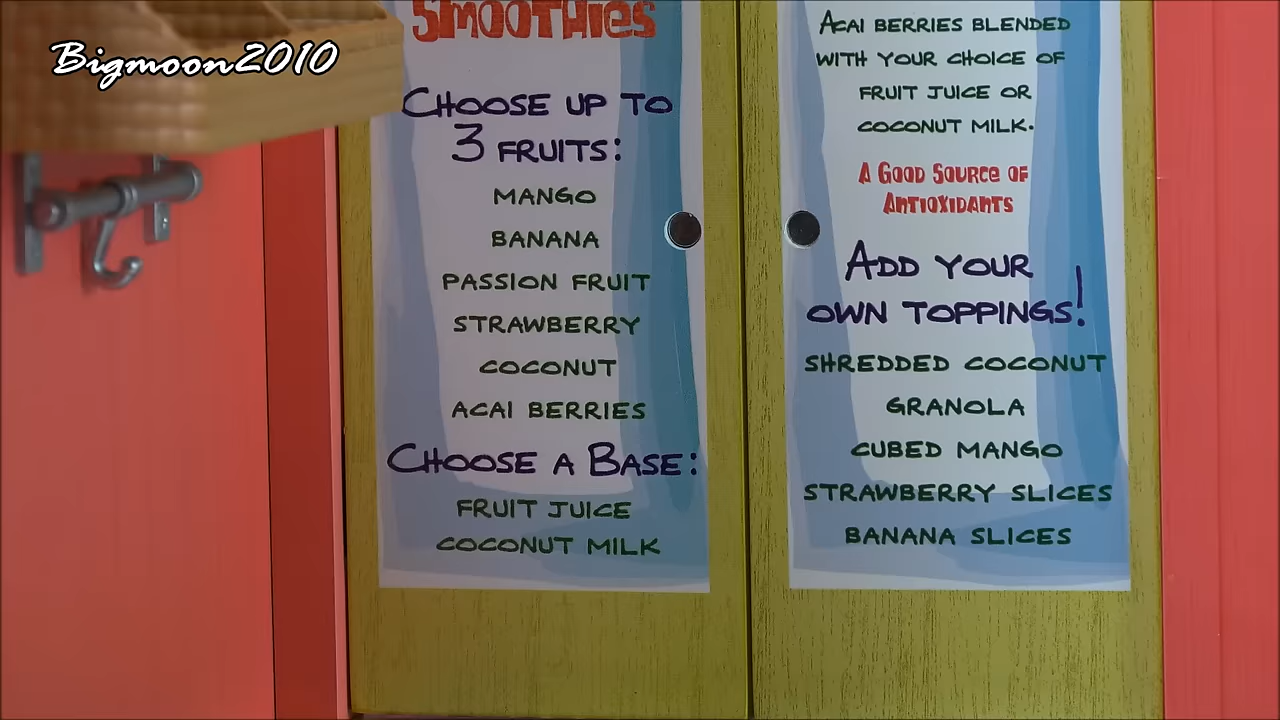 Bigmoon2010
SMOOTHIES
CHOOSE UP TO
3 FRUITS:
MANGO
BANANA
PASSION FRUIT
STRAWBERRY
COCONUT
ACAI BERRIES
CHOOSE A BASE:
FRUIT JUICE
COCONUT MILK
ACAI BERRIES BLENDED
WITH YOUR CHOICE OF
FRUIT JUICE OR
COCONUT MILK.
A GOOD SOURCE OF
ANTIOXIDANTS
ADD YOUR
OWN TOPPINGS!
SHREDDED COCONUT
GRANOLA
CUBED MANGO
STRAWBERRY SLICES
BANANA SLICES